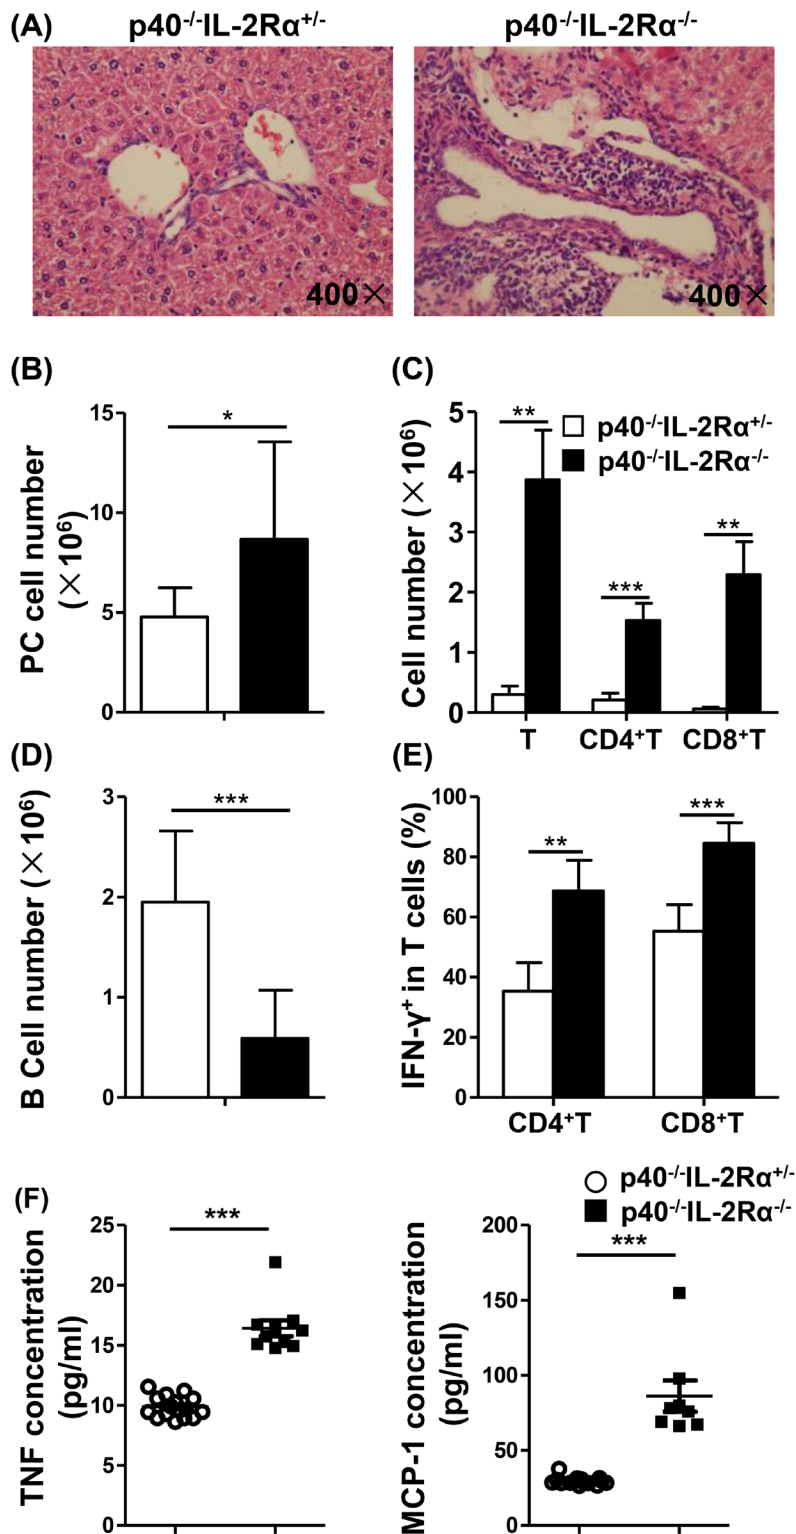 (A) p40-/-IL-2Rα+/- p40-/-IL-2Rα-/-
400× 400×
(B)
PC cell number
(×10⁶)
15
10
5
0
*
(C)
Cell number (×10⁶)
5
4
3
2
1
0
** *** **
p40-/-IL-2Rα+/-
p40-/-IL-2Rα-/-
T CD4⁺T CD8⁺T
(D)
B Cell number (×10⁶)
3
2
1
0
***
(E)
IFN-γ⁺ in T cells (%)
100
80
60
40
20
0
** ***
CD4⁺T CD8⁺T
(F)
TNF concentration
(pg/ml)
25
20
15
10
5
0
***
p40-/-IL-2Rα+/-
p40-/-IL-2Rα-/-
MCP-1 concentration
(pg/ml)
200
150
100
50
0
***